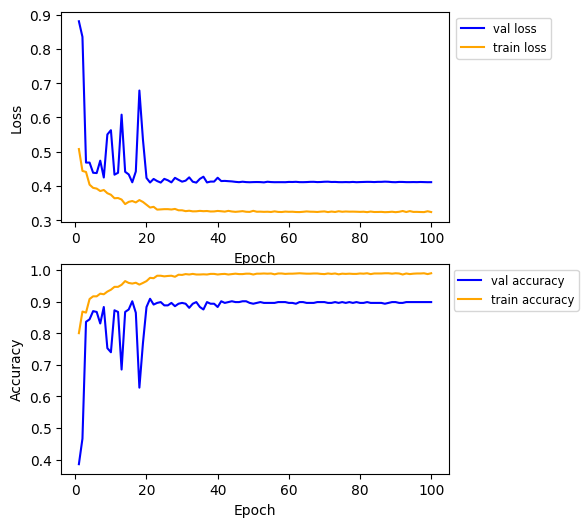 0.9
0.8
0.7
0.6
0.5
0.4
0.3
Loss
0 20 40 60 80 100
Epoch
val loss
train loss
1.0
0.9
0.8
0.7
0.6
0.5
0.4
Accuracy
0 20 40 60 80 100
Epoch
val accuracy
train accuracy